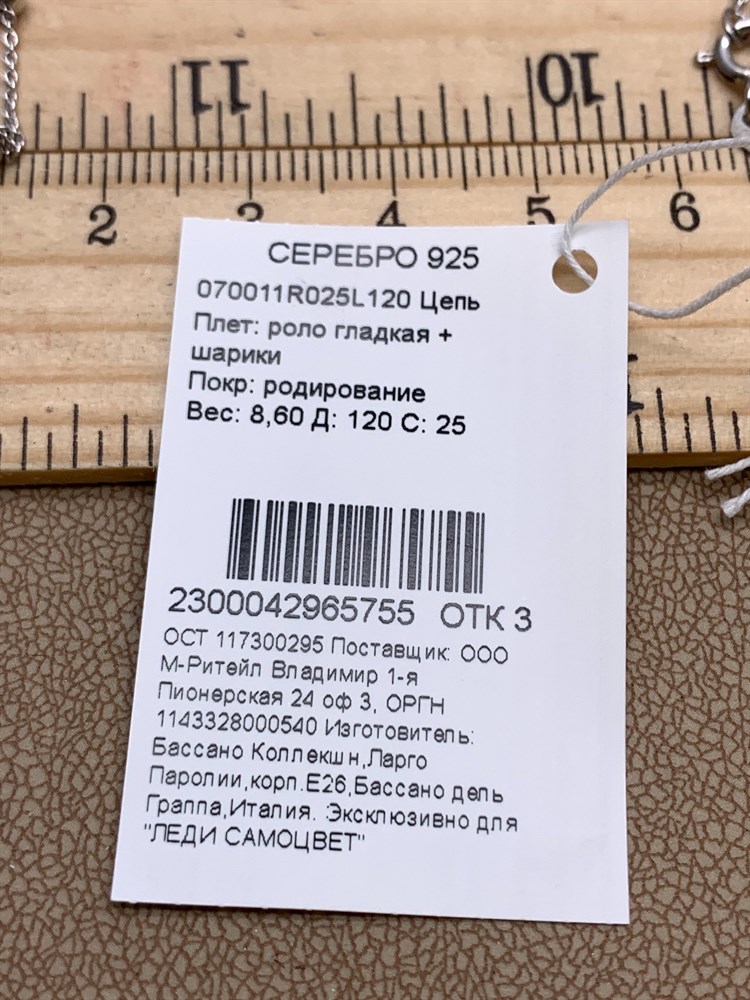 11 10
2 3 4 5 6
СЕРЕБРО 925
070011R025L120 Цепь
Плет: роло гладкая +
шарики
Покр: родирование
Вес: 8,60 Д: 120 С: 25
2300042965755 ОТК 3
ОСТ 117300295 Поставщик: ООО
М-Ритейл Владимир 1-я
Пионерская 24 оф 3, ОРГН
1143328000540 Изготовитель:
Бассано Коллекшн,Ларго
Паролии,корп.Е26,Бассано дель
Граппа,Италия. Эксклюзивно для
"ЛЕДИ САМОЦВЕТ"